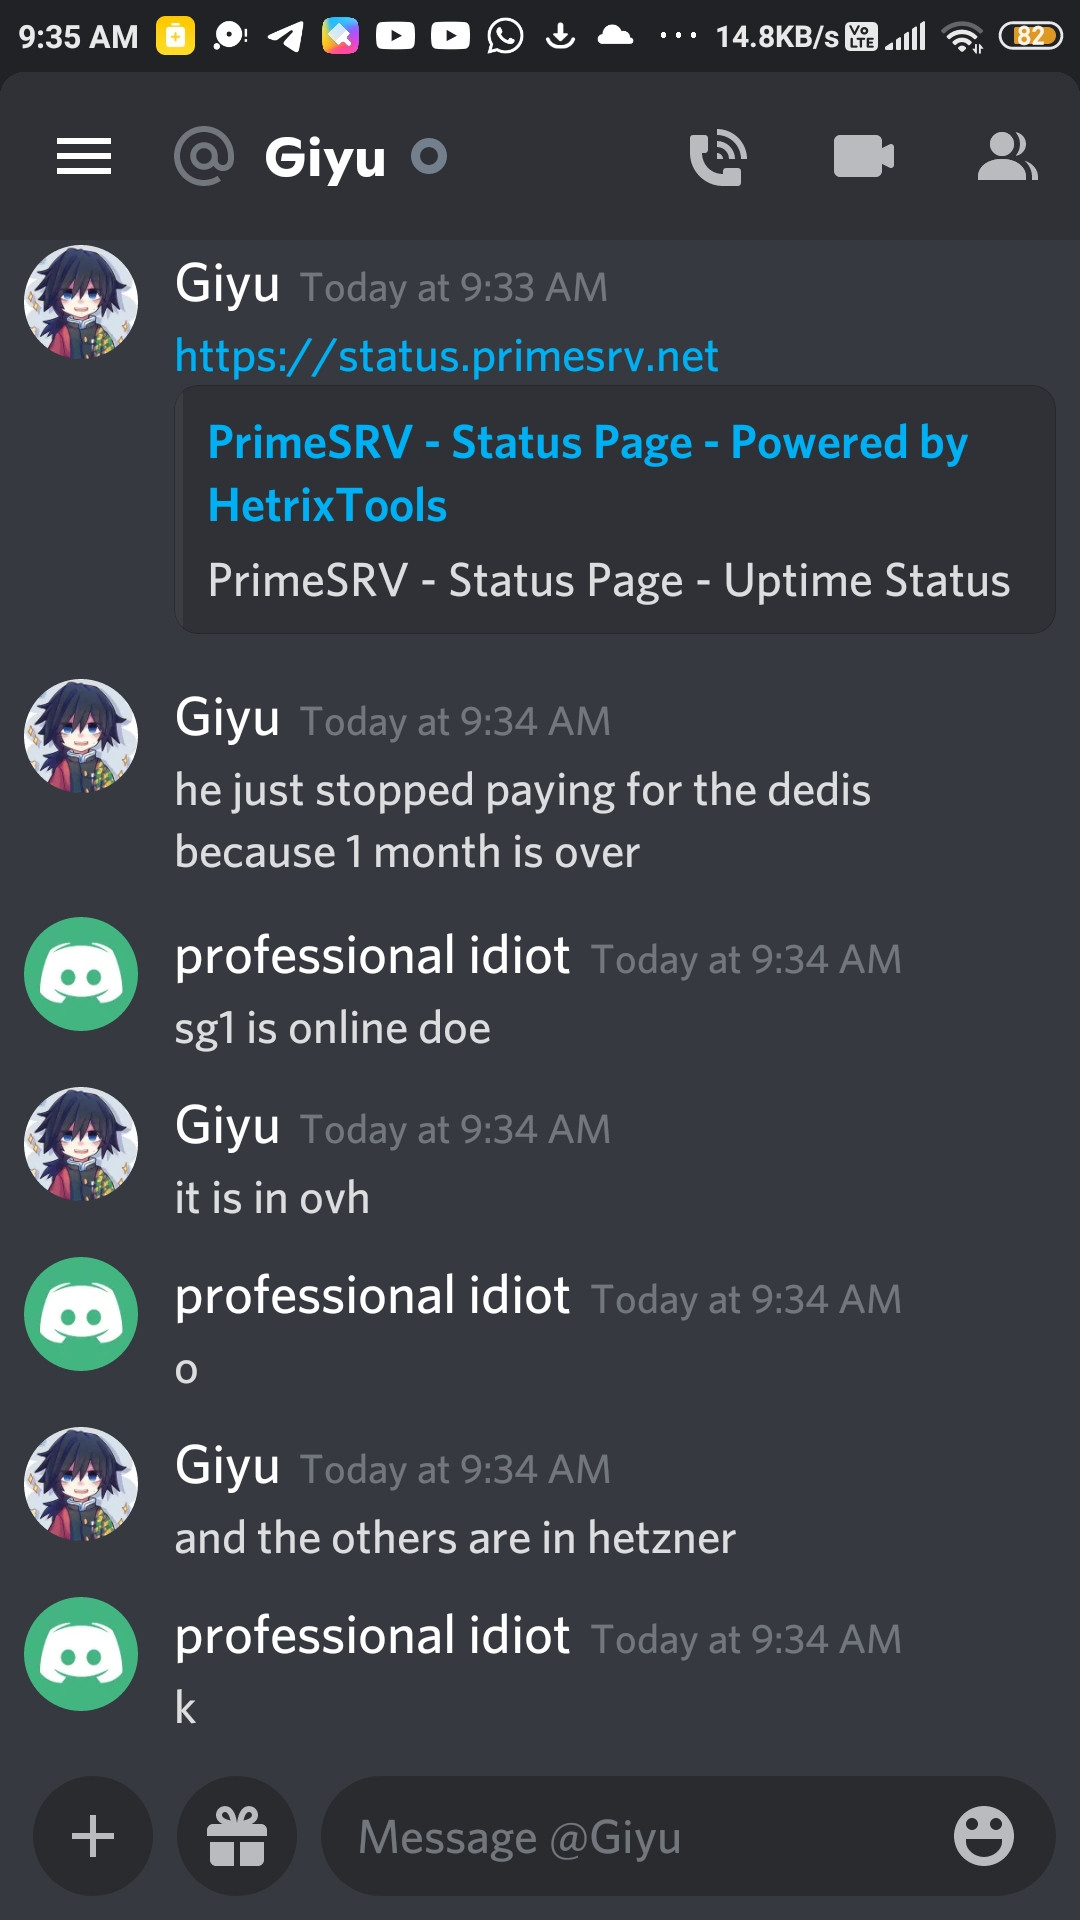 9:35 AM 14.8KB/s Vo LTE 82
@ Giyu
Giyu Today at 9:33 AM
https://status.primesrv.net
PrimeSRV - Status Page - Powered by
HetrixTools
PrimeSRV - Status Page - Uptime Status
Giyu Today at 9:34 AM
he just stopped paying for the dedis
because 1 month is over
professional idiot Today at 9:34 AM
sg1 is online doe
Giyu Today at 9:34 AM
it is in ovh
professional idiot Today at 9:34 AM
o
Giyu Today at 9:34 AM
and the others are in hetzner
professional idiot Today at 9:34 AM
k
Message @Giyu